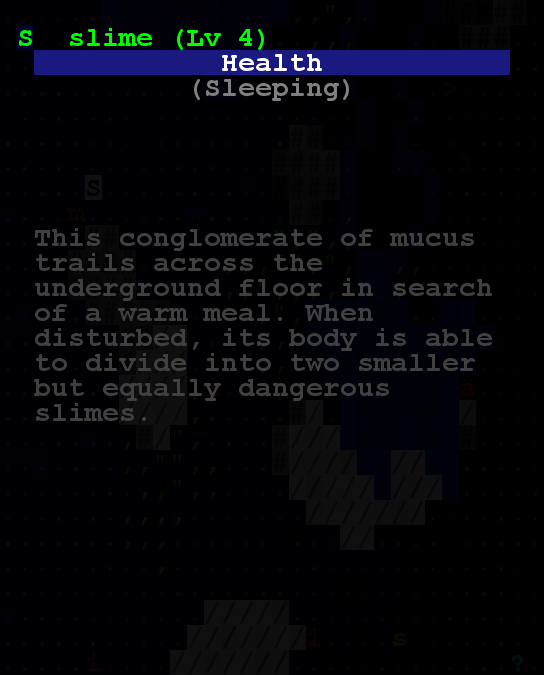 S slime (Lv 4)
Health
(Sleeping)
This conglomerate of mucus
trails across the
underground floor in search
of a warm meal. When
disturbed, its body is able
to divide into two smaller
but equally dangerous
slimes.